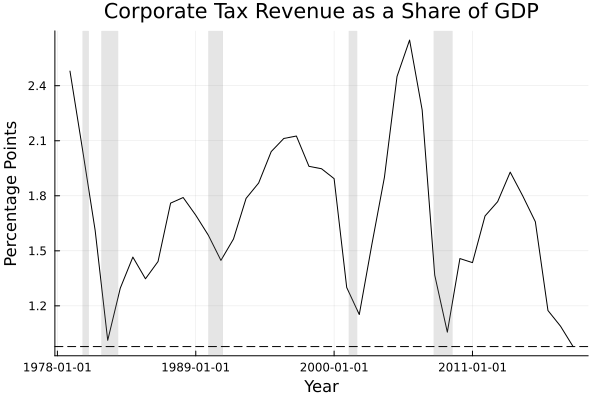 Corporate Tax Revenue as a Share of GDP
Percentage Points
2.4
2.1
1.8
1.5
1.2
1978-01-01 1989-01-01 2000-01-01 2011-01-01
Year